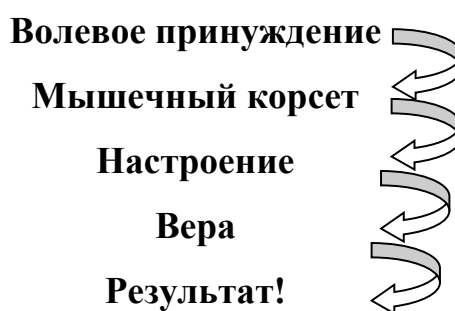 Волевое принуждение
Мышечный корсет
Настроение
Вера
Результат!